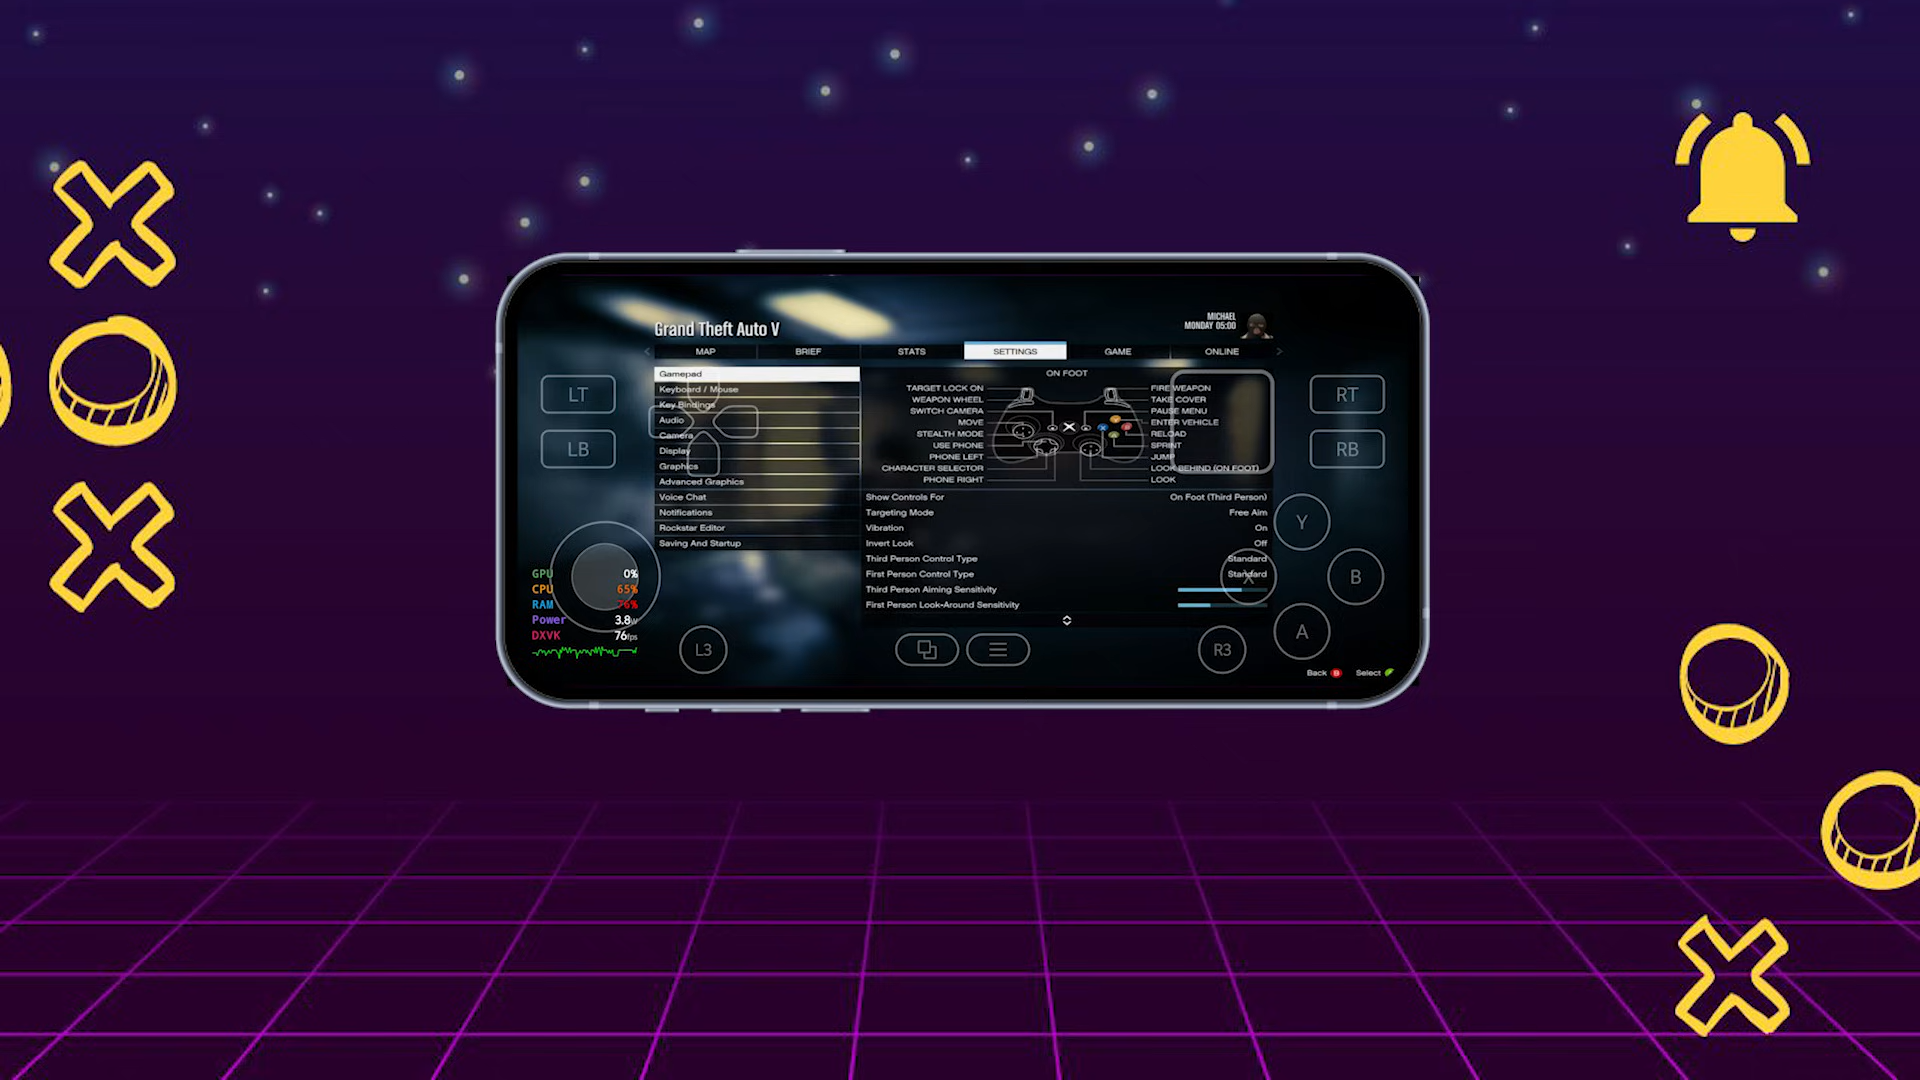 Grand Theft Auto V
MICHAEL
MONDAY 05:00
MAP BRIEF STATS SETTINGS GAME ONLINE
Gamepad
Keyboard / Mouse
Key Bindings
Audio
Camera
Display
Graphics
Advanced Graphics
Voice Chat
Notifications
Rockstar Editor
Saving And Startup
ON FOOT
TARGET LOCK ON
WEAPON WHEEL
SWITCH CAMERA
MOVE
STEALTH MODE
USE PHONE
PHONE LEFT
CHARACTER SELECTOR
PHONE RIGHT
FIRE WEAPON
TAKE COVER
PAUSE MENU
ENTER VEHICLE
RELOAD
SPRINT
JUMP
LOOK BEHIND (ON FOOT)
LOOK
Show Controls For On Foot (Third Person)
Targeting Mode Free Aim
Vibration On
Invert Look Off
Third Person Control Type Standard
First Person Control Type Standard
Third Person Aiming Sensitivity
First Person Look-Around Sensitivity
LT
LB
RT
RB
Y
X
B
A
L3
R3
GPU 0%
CPU 65%
RAM 76%
Power 3.8W
DXVK 76fps
Back B Select